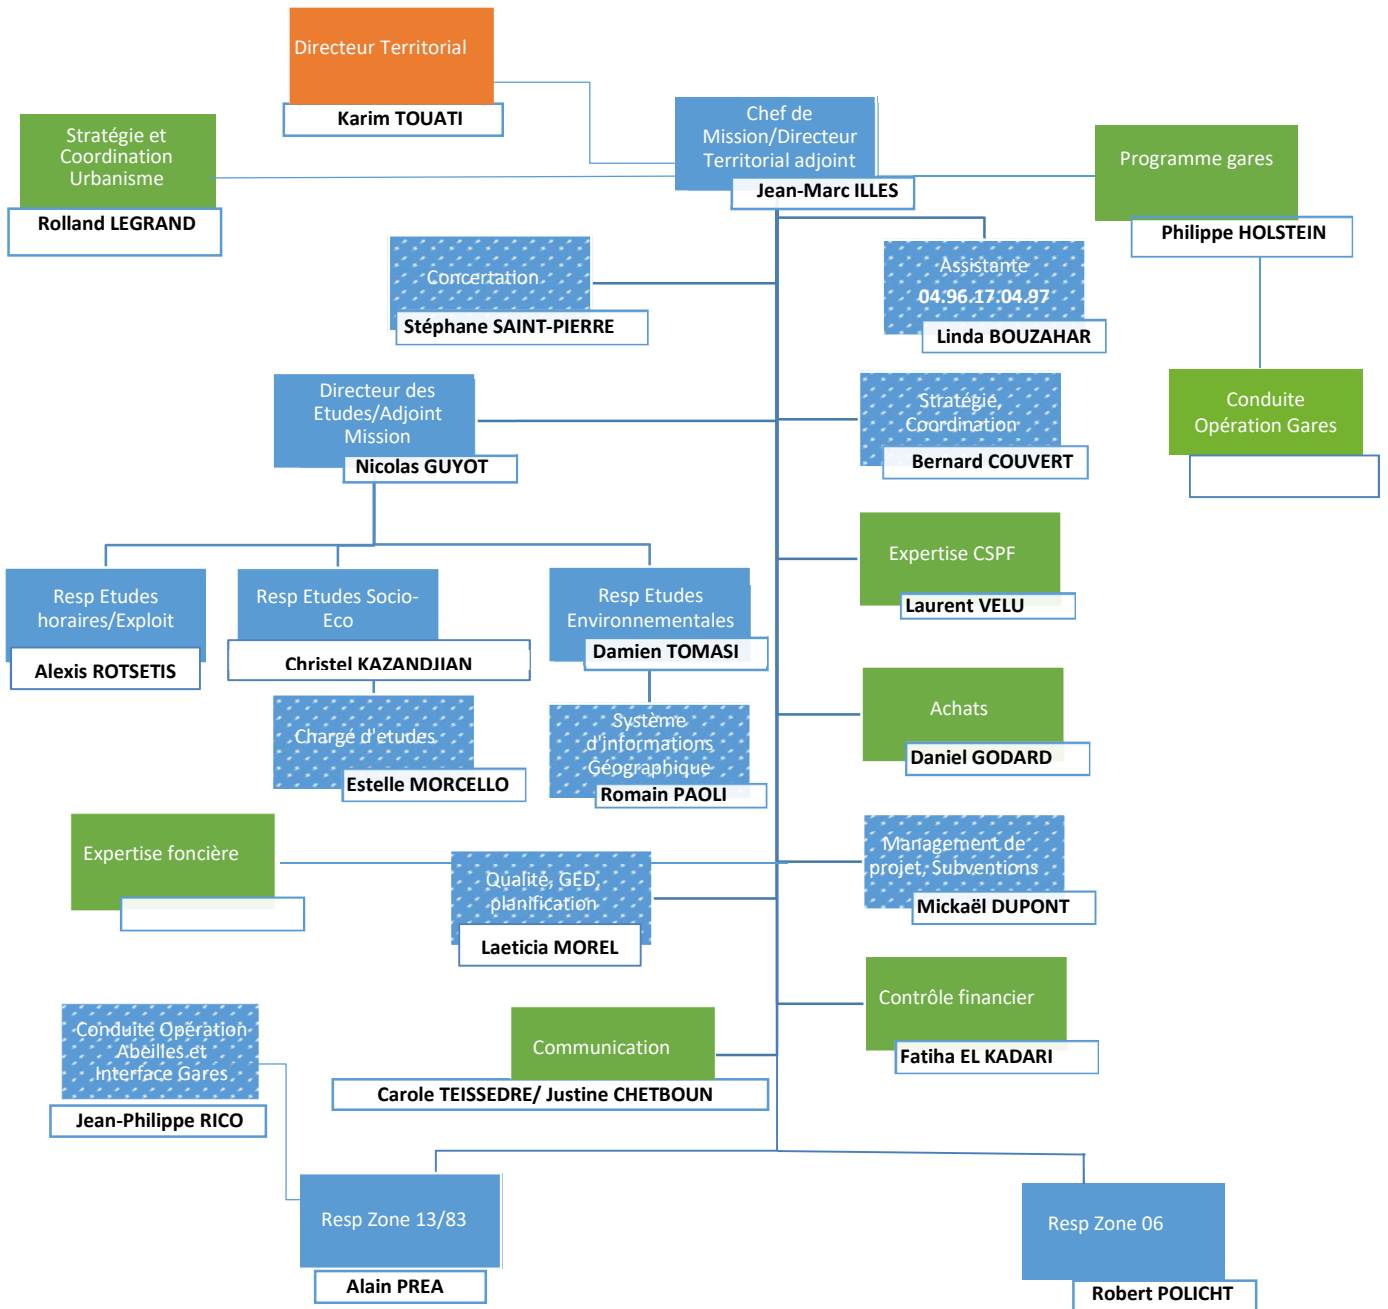 Directeur Territorial
Karim TOUATI
Chef de
Mission/Directeur
Territorial adjoint
Jean-Marc ILLES
Stratégie et
Coordination
Urbanisme
Rolland LEGRAND
Programme gares
Philippe HOLSTEIN
Concertation
Stéphane SAINT-PIERRE
Assistante
04.96.17.04.97
Linda BOUZAHAR
Directeur des
Etudes/Adjoint
Mission
Nicolas GUYOT
Stratégie,
Coordination
Bernard COUVERT
Conduite
Opération Gares
Expertise CSPF
Laurent VELU
Resp Etudes
horaires/Exploit
Alexis ROTSETIS
Resp Etudes Socio-
Eco
Christel KAZANDJIAN
Resp Etudes
Environnementales
Damien TOMASI
Chargé d'etudes
Estelle MORCELLO
Système
d'informations
Géographique
Romain PAOLI
Achats
Daniel GODARD
Expertise foncière
Qualité, GED,
planification
Laeticia MOREL
Management de
projet, Subventions
Mickaël DUPONT
Contrôle financier
Fatiha EL KADARI
Conduite Opération
Abeilles et
Interface Gares
Jean-Philippe RICO
Communication
Carole TEISSEDRE/ Justine CHETBOUN
Resp Zone 13/83
Alain PREA
Resp Zone 06
Robert POLICHT